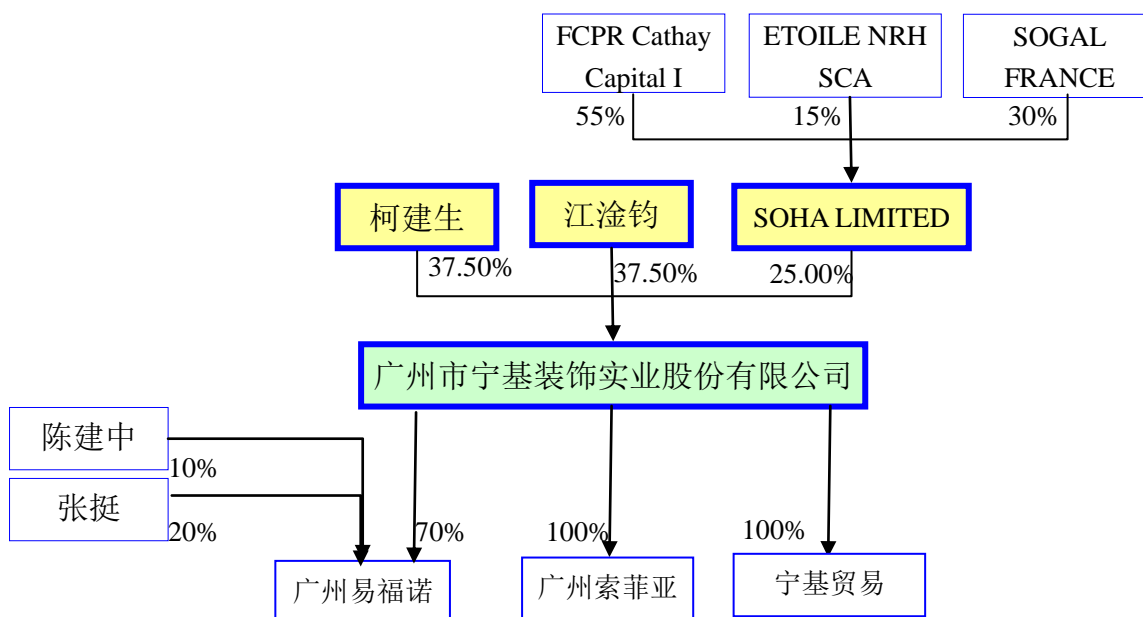 FCPR Cathay
Capital I
ETOILE NRH
SCA
SOGAL
FRANCE
55%
15%
30%
柯建生
江淦钧
SOHA LIMITED
37.50%
37.50%
25.00%
广州市宁基装饰实业股份有限公司
陈建中
10%
张挺
20%
70%
100%
100%
广州易福诺
广州索菲亚
宁基贸易